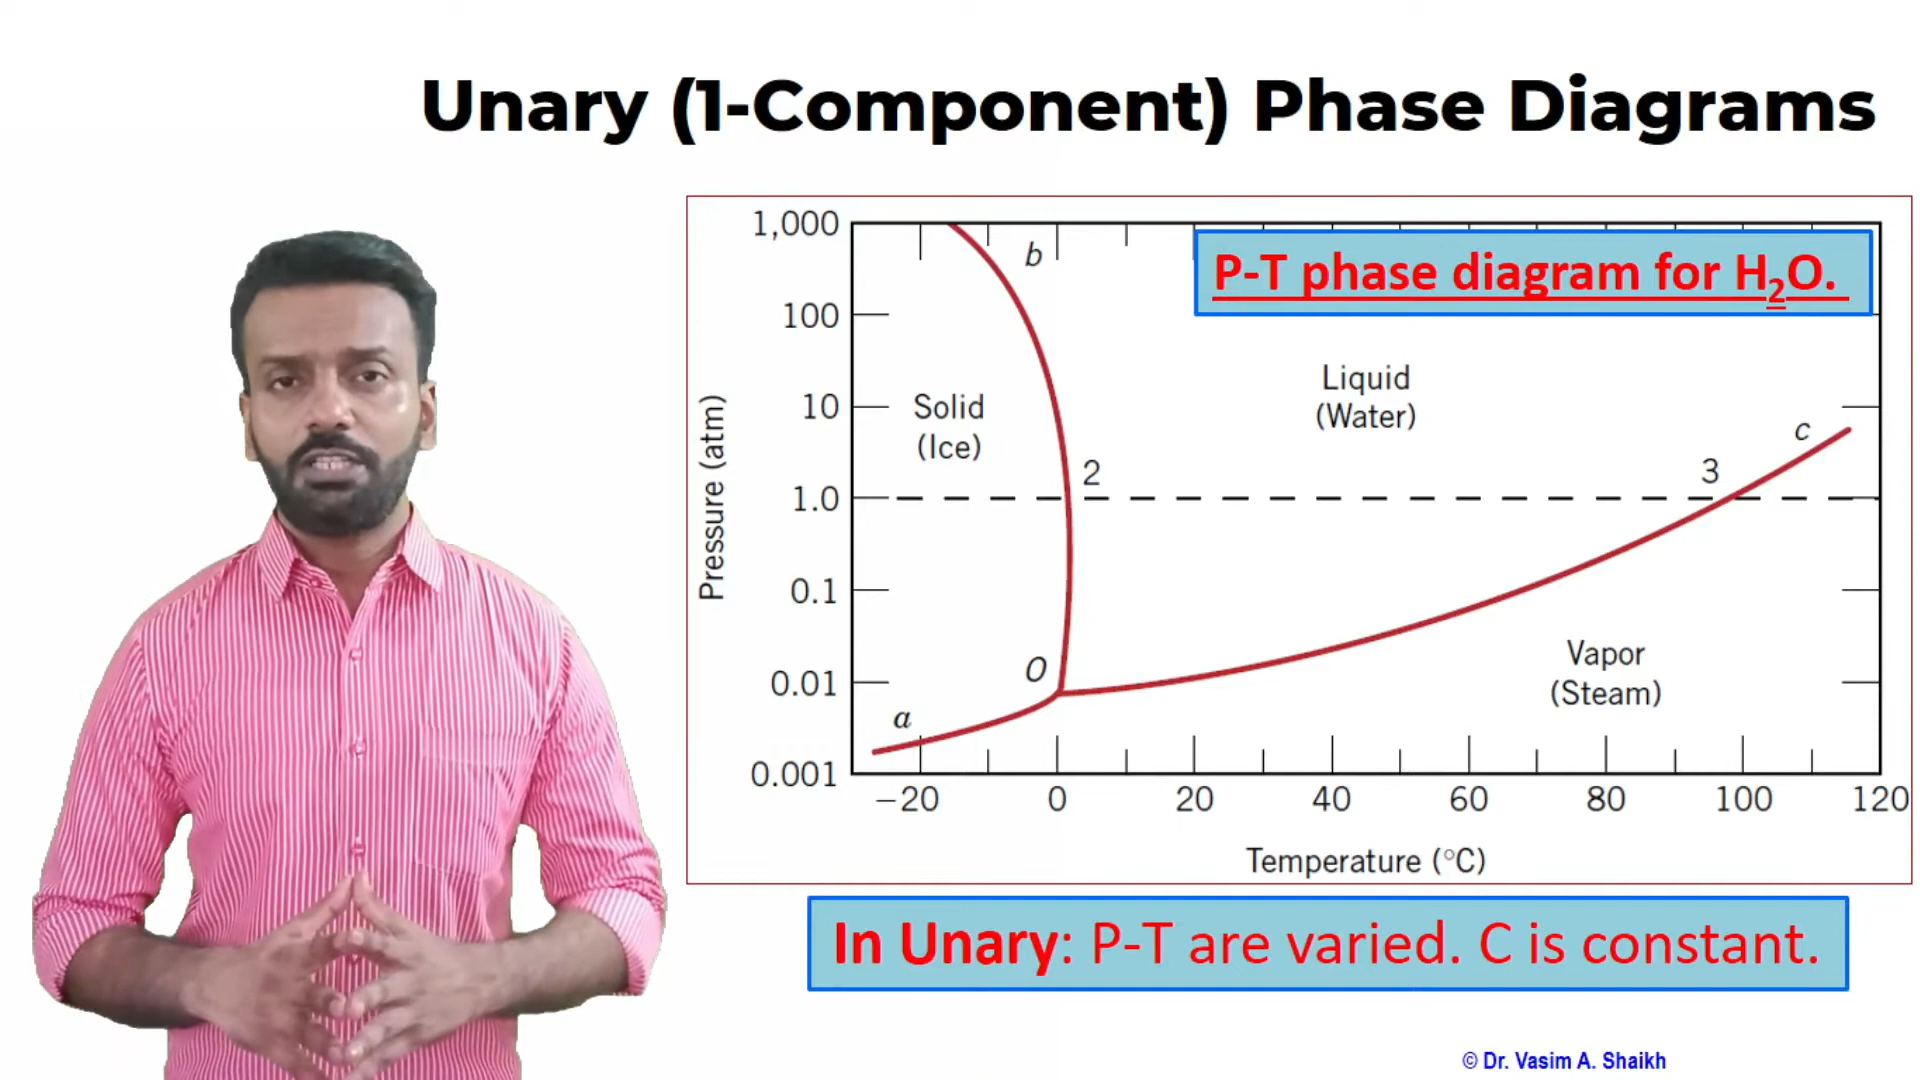 Unary (1-Component) Phase Diagrams
P-T phase diagram for H₂O.
1,000
100
10
1.0
0.1
0.01
0.001
Pressure (atm)
b
Solid
(Ice)
Liquid
(Water)
c
2
3
O
a
Vapor
(Steam)
−20 0 20 40 60 80 100 120
Temperature (°C)
In Unary: P-T are varied. C is constant.
© Dr. Vasim A. Shaikh